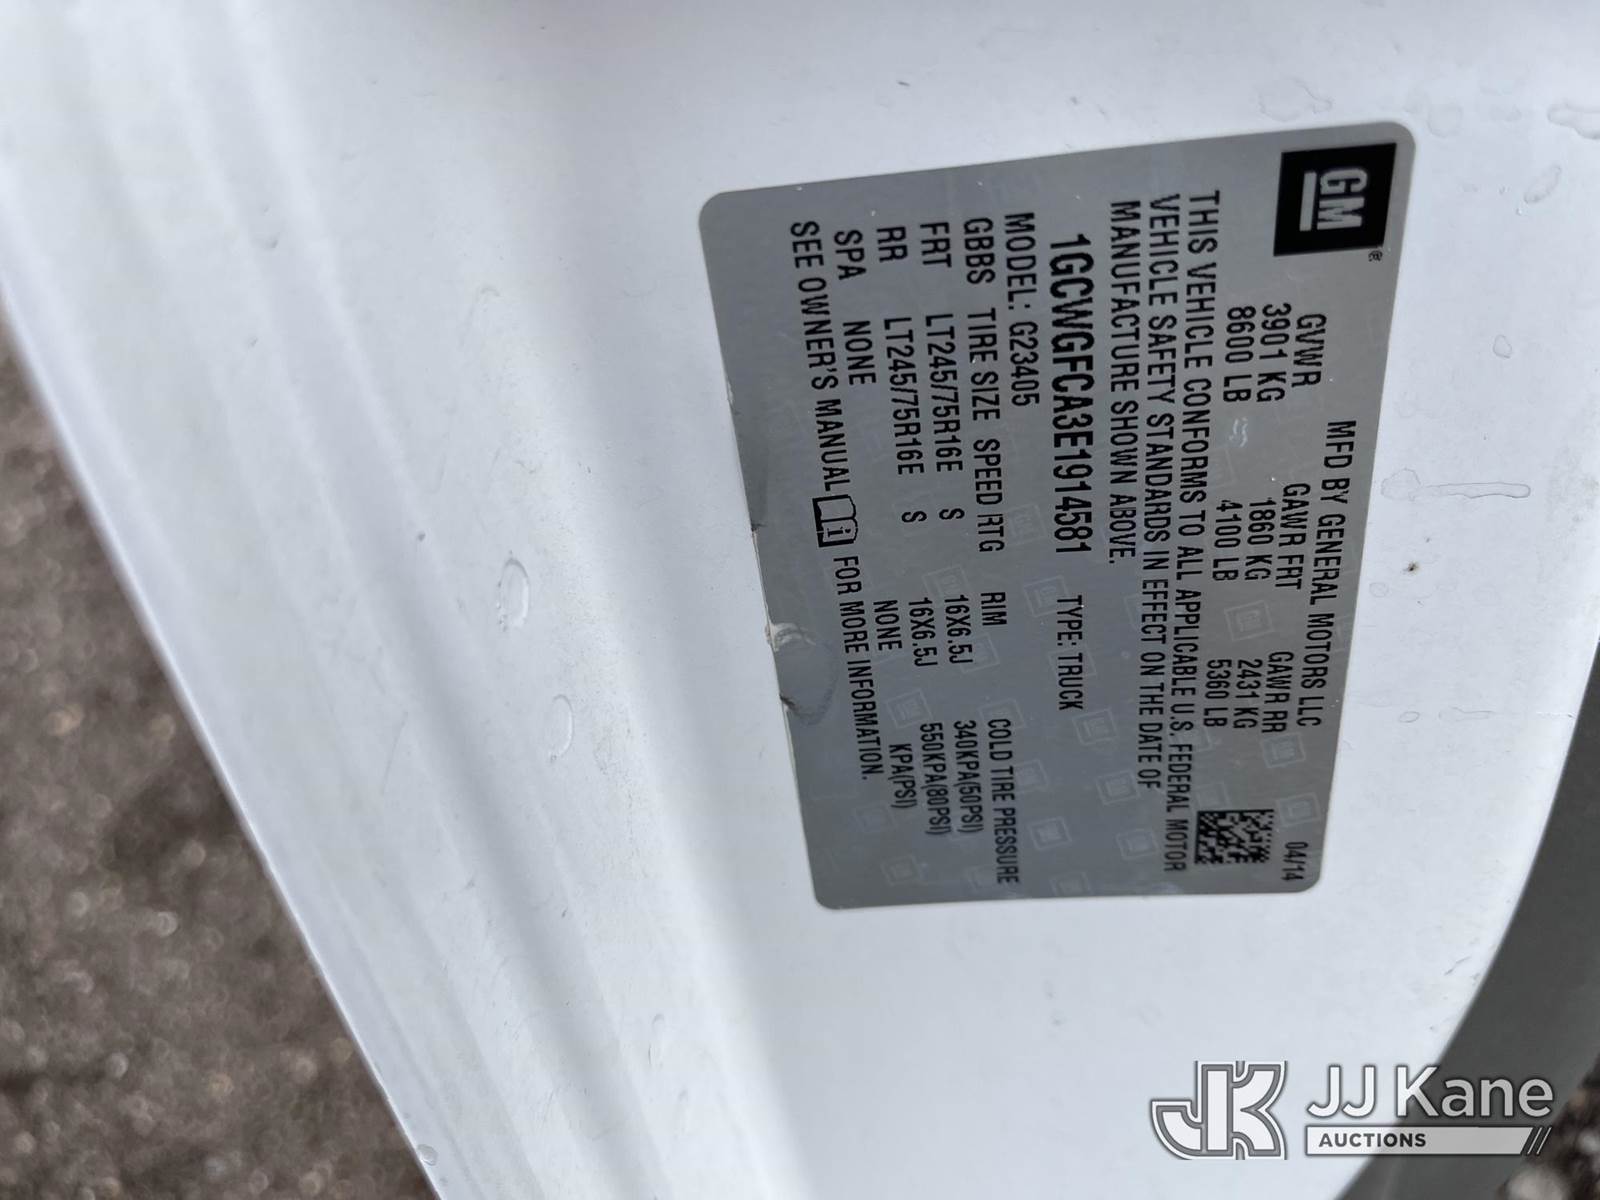 GM
®
MFD BY GENERAL MOTORS LLC 04/14
GVWR GAWR FRT GAWR RR
3901 KG 1860 KG 2431 KG
8600 LB 4100 LB 5360 LB
THIS VEHICLE CONFORMS TO ALL APPLICABLE U.S. FEDERAL MOTOR
VEHICLE SAFETY STANDARDS IN EFFECT ON THE DATE OF
MANUFACTURE SHOWN ABOVE.
1GCWGFCA3E1914581 TYPE: TRUCK
MODEL: G23405
GBBS TIRE SIZE SPEED RTG RIM COLD TIRE PRESSURE
FRT LT245/75R16E S 16X6.5J 340KPA(50PSI)
RR LT245/75R16E S 16X6.5J 550KPA(80PSI)
SPA NONE NONE KPA(PSI)
SEE OWNER'S MANUAL i FOR MORE INFORMATION.
JK JJ Kane
AUCTIONS